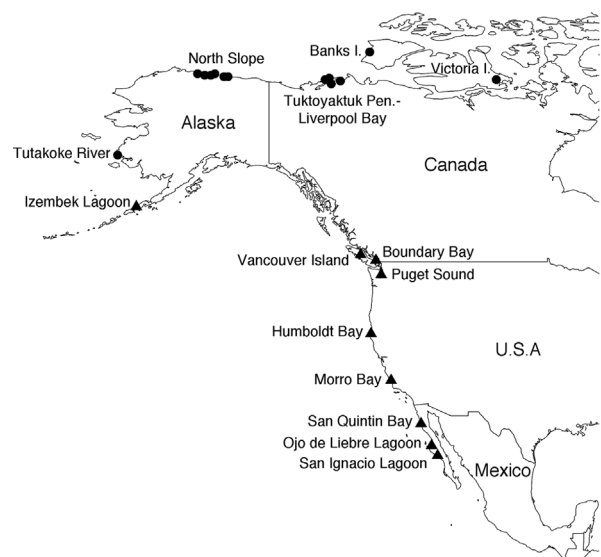 Banks I.
North Slope
Victoria I.
Tuktoyaktuk Pen.-
Liverpool Bay
Alaska
Tutakoke River
Canada
Izembek Lagoon
Boundary Bay
Vancouver Island
Puget Sound
Humboldt Bay
U.S.A
Morro Bay
San Quintin Bay
Ojo de Liebre Lagoon
San Ignacio Lagoon
Mexico